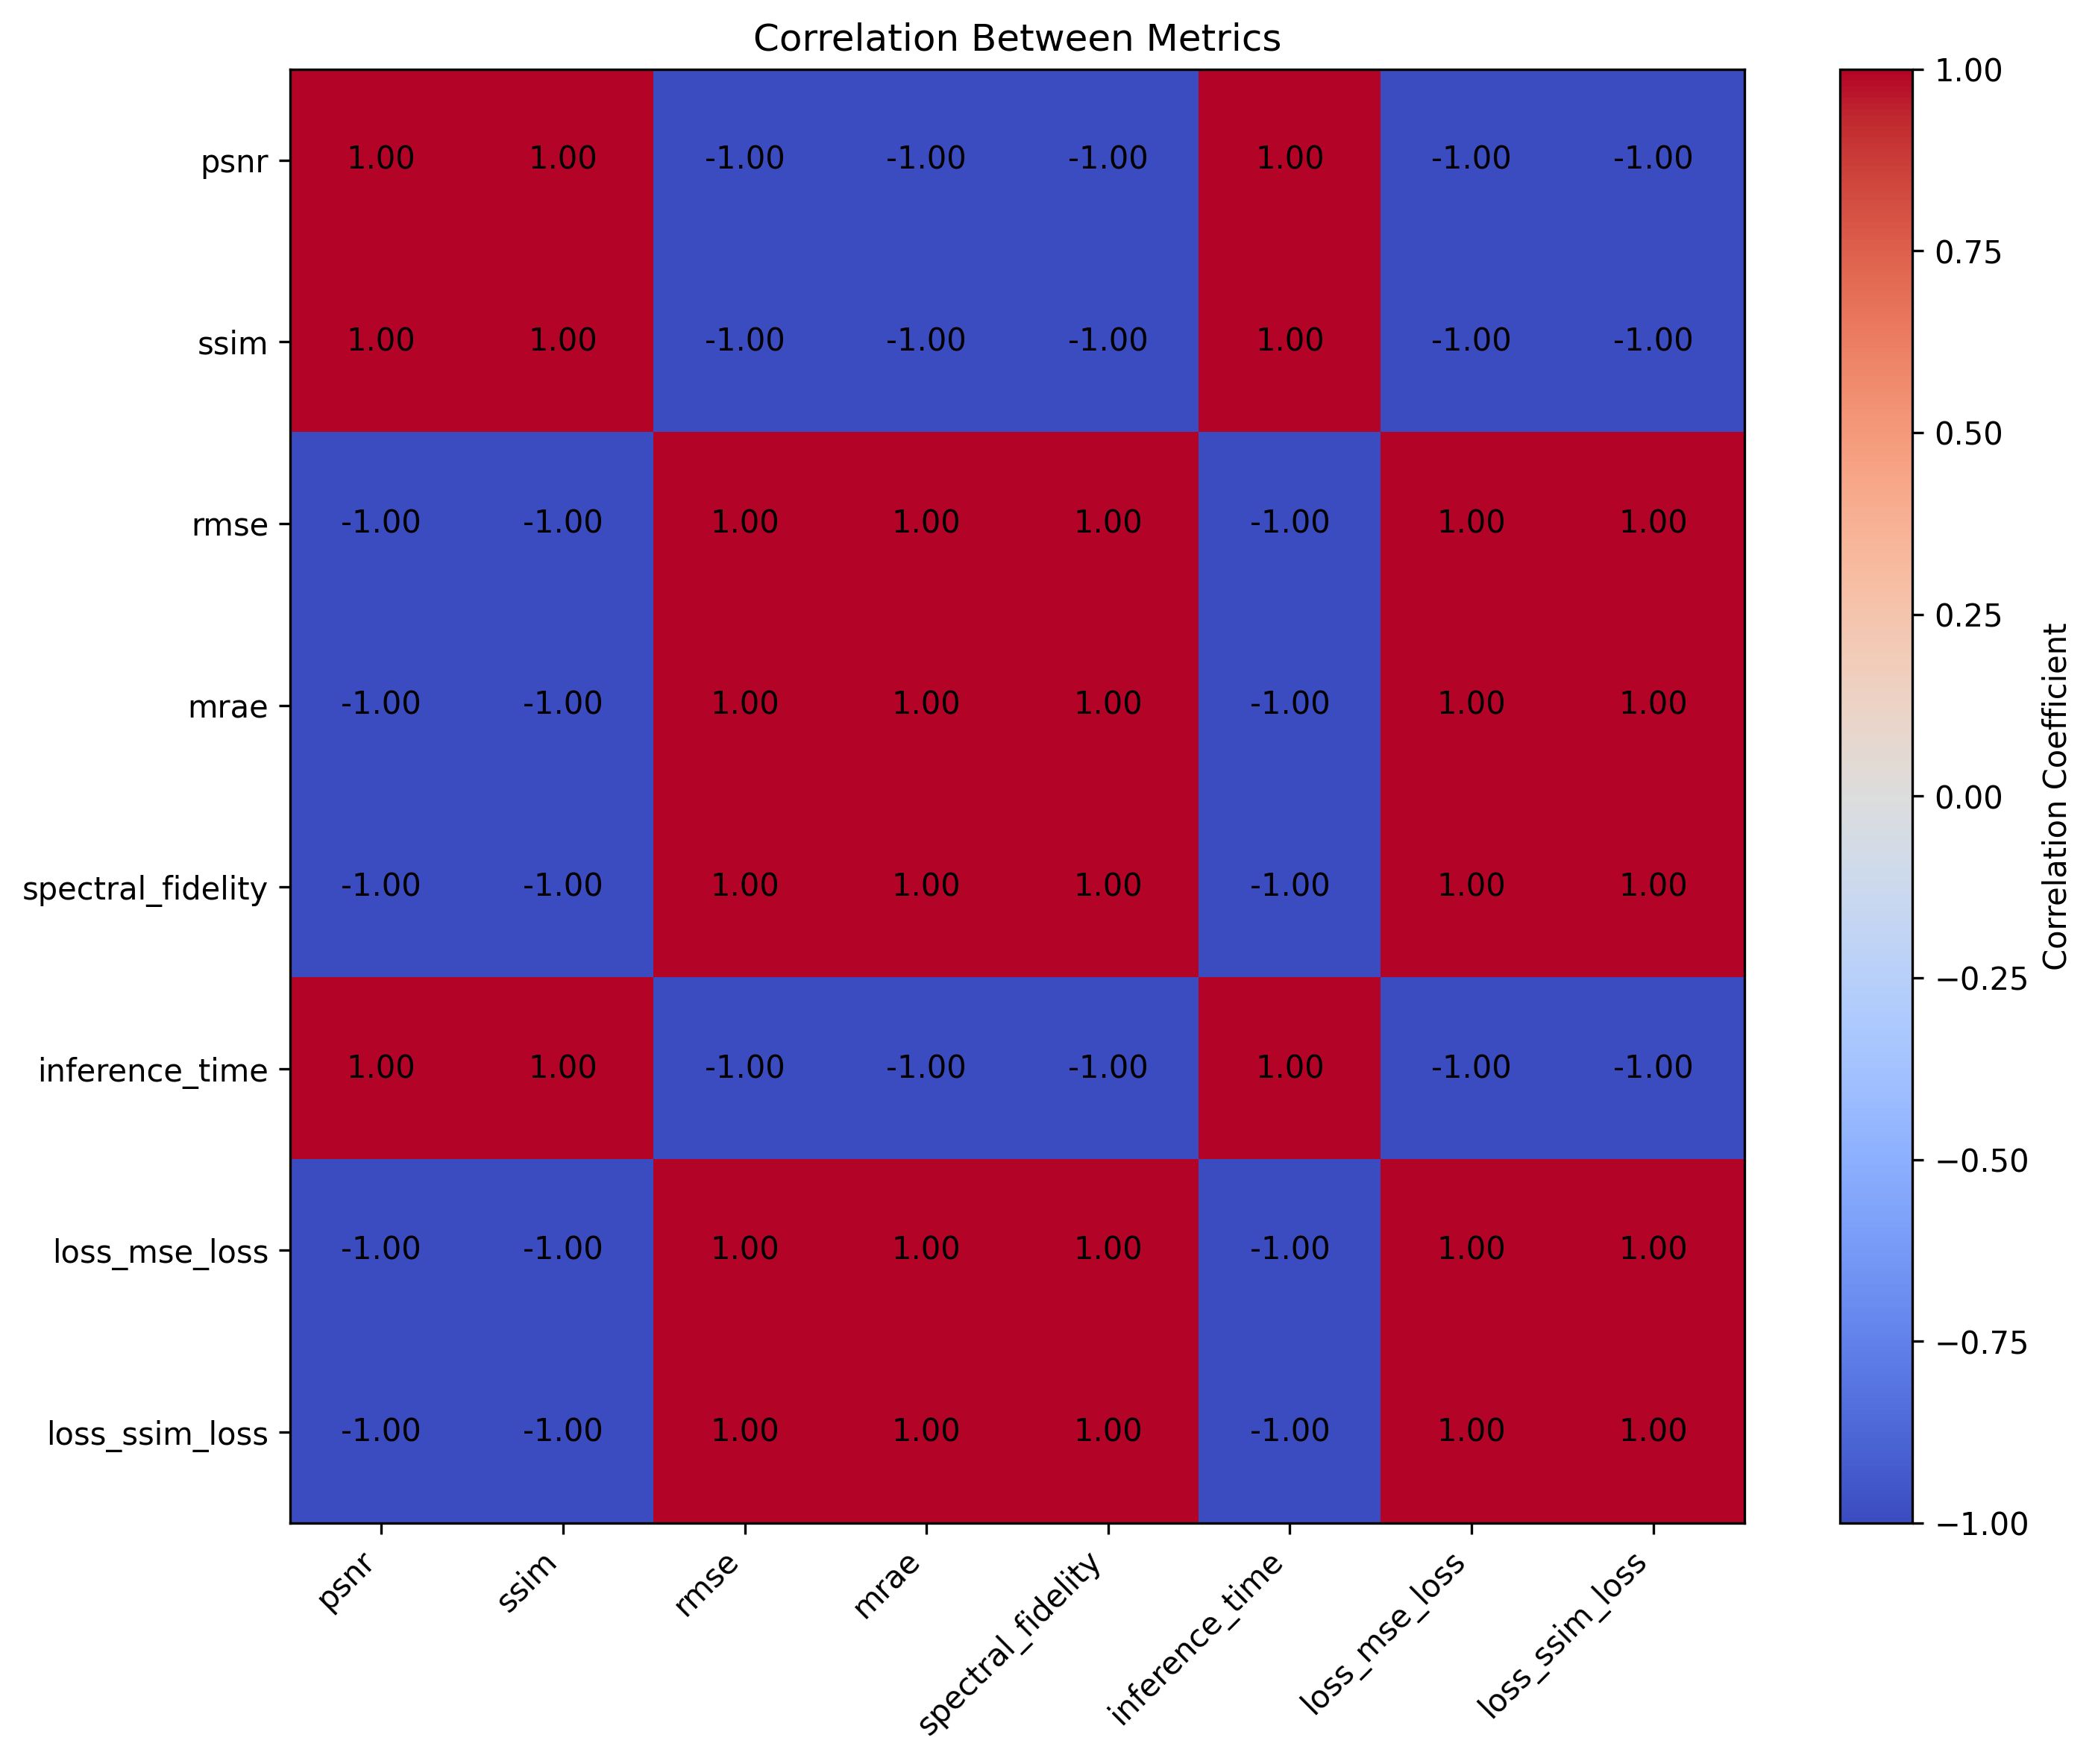 Correlation Between Metrics
psnr 1.00 1.00 -1.00 -1.00 -1.00 1.00 -1.00 -1.00
ssim 1.00 1.00 -1.00 -1.00 -1.00 1.00 -1.00 -1.00
rmse -1.00 -1.00 1.00 1.00 1.00 -1.00 1.00 1.00
mrae -1.00 -1.00 1.00 1.00 1.00 -1.00 1.00 1.00
spectral_fidelity -1.00 -1.00 1.00 1.00 1.00 -1.00 1.00 1.00
inference_time 1.00 1.00 -1.00 -1.00 -1.00 1.00 -1.00 -1.00
loss_mse_loss -1.00 -1.00 1.00 1.00 1.00 -1.00 1.00 1.00
loss_ssim_loss -1.00 -1.00 1.00 1.00 1.00 -1.00 1.00 1.00
psnr
ssim
rmse
mrae
spectral_fidelity
inference_time
loss_mse_loss
loss_ssim_loss
1.00
0.75
0.50
0.25
0.00
−0.25
−0.50
−0.75
−1.00
Correlation Coefficient